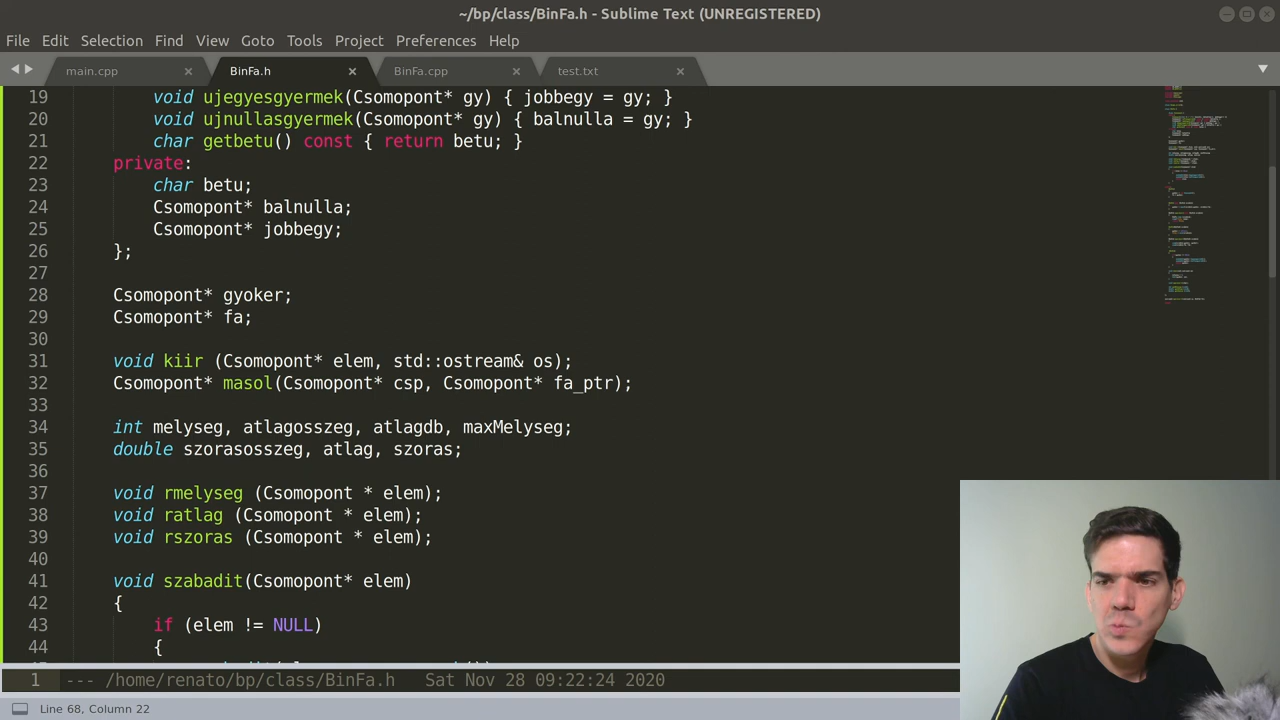 ~/bp/class/BinFa.h - Sublime Text (UNREGISTERED)
File Edit Selection Find View Goto Tools Project Preferences Help
main.cpp BinFa.h BinFa.cpp test.txt
19 void ujegyesgyermek(Csomopont* gy) { jobbegy = gy; }
20 void ujnullasgyermek(Csomopont* gy) { balnulla = gy; }
21 char getbetu() const { return betu; }
22 private:
23 char betu;
24 Csomopont* balnulla;
25 Csomopont* jobbegy;
26 };
27
28 Csomopont* gyoker;
29 Csomopont* fa;
30
31 void kiir (Csomopont* elem, std::ostream& os);
32 Csomopont* masol(Csomopont* csp, Csomopont* fa_ptr);
33
34 int melyseg, atlagosszeg, atlagdb, maxMelyseg;
35 double szorasosszeg, atlag, szoras;
36
37 void rmelyseg (Csomopont * elem);
38 void ratlag (Csomopont * elem);
39 void rszoras (Csomopont * elem);
40
41 void szabadit(Csomopont* elem)
42 {
43 if (elem != NULL)
44 {
1 --- /home/renato/bp/class/BinFa.h Sat Nov 28 09:22:24 2020
Line 68, Column 22